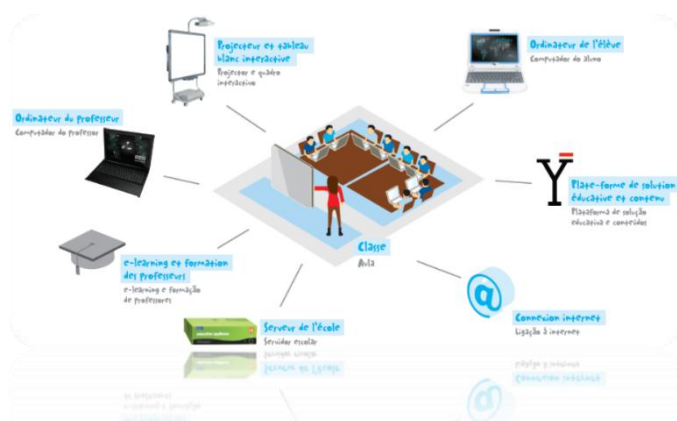 Projecteur et tableau
blanc interactive
Projector e quadro
interactivo
Ordinateur de l'élève
Computador do aluno
Ordinateur du professeur
Computador do professor
Plate-forme de solution
éducative et contenu
Plataforma de solução
educativa e conteúdos
Classe
Aula
e-learning et formation
des professeurs
e-learning e formação
de professores
Connexion internet
Ligação à internet
Serveur de l'école
Servidor escolar